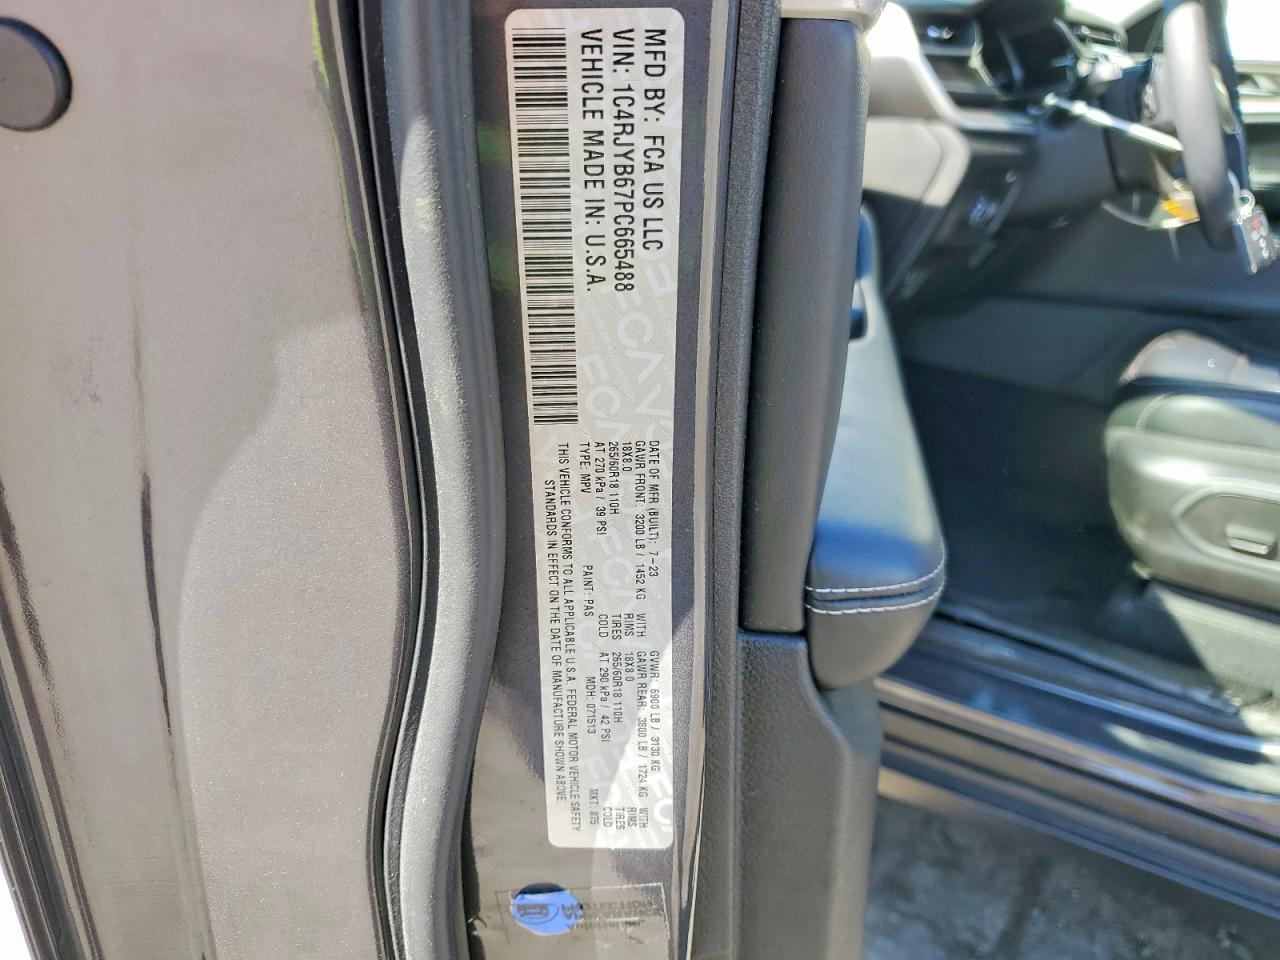 MFD BY: FCA US LLC
VIN: 1C4RJYB67PC665488
VEHICLE MADE IN: U.S.A.
DATE OF MFR (BUILT): 7-23 GVWR: 6900 LB / 3130 KG
GAWR FRONT: 3200 LB / 1452 KG WITH GAWR REAR: 3800 LB / 1724 KG WITH
18X8.0 RIMS 18X8.0 RIMS
265/60R18 110H TIRES 265/60R18 110H TIRES
AT 270 kPa / 39 PSI COLD AT 290 kPa / 42 PSI COLD
TYPE: MPV PAINT: PAS MDH: 071513 MKT: 875
THIS VEHICLE CONFORMS TO ALL APPLICABLE U.S.A. FEDERAL MOTOR VEHICLE SAFETY
STANDARDS IN EFFECT ON THE DATE OF MANUFACTURE SHOWN ABOVE.